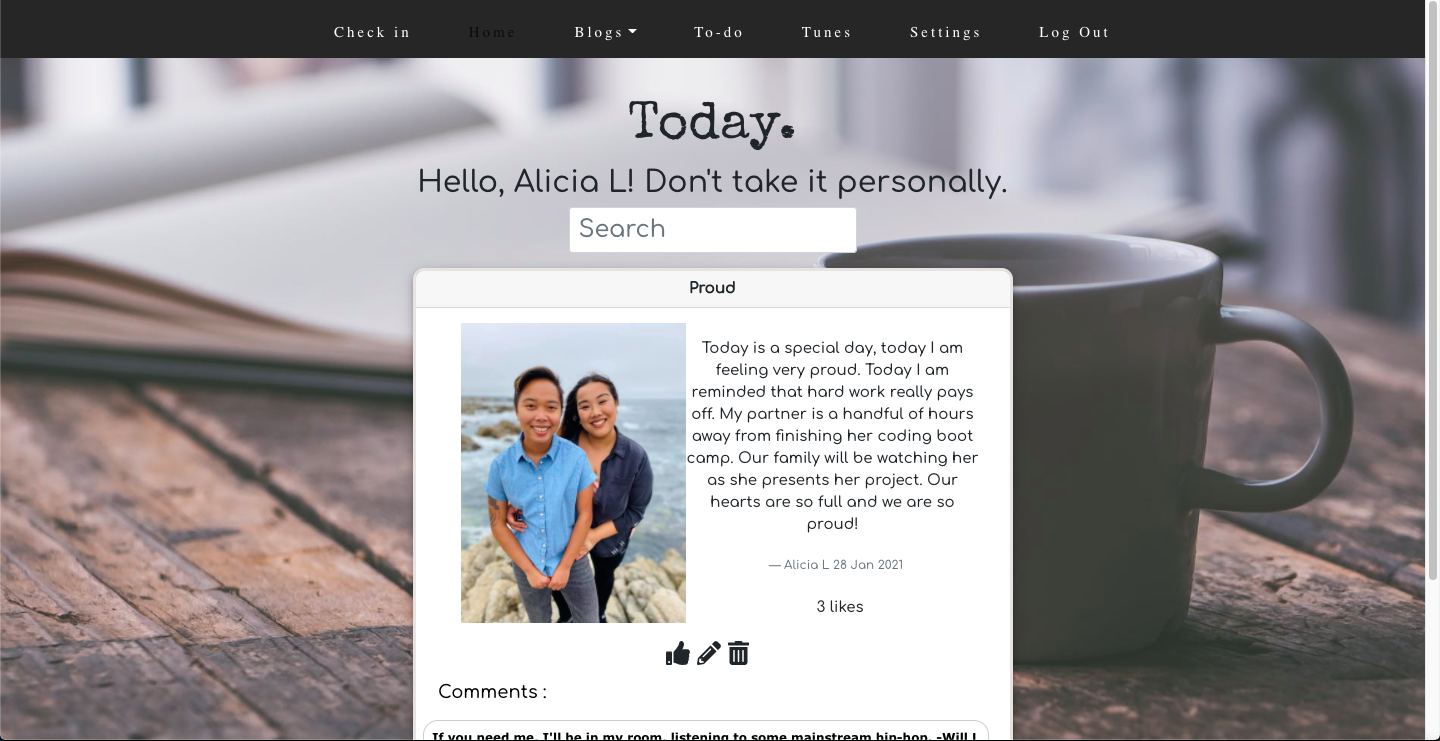 Check in Home Blogs To-do Tunes Settings Log Out
Today.
Hello, Alicia L! Don't take it personally.
Search
Proud
Today is a special day, today I am
feeling very proud. Today I am
reminded that hard work really pays
off. My partner is a handful of hours
away from finishing her coding boot
camp. Our family will be watching her
as she presents her project. Our
hearts are so full and we are so
proud!
— Alicia L 28 Jan 2021
3 likes
Comments :
If you need me, I'll be in my room, listening to some mainstream hip-hop. -Will L